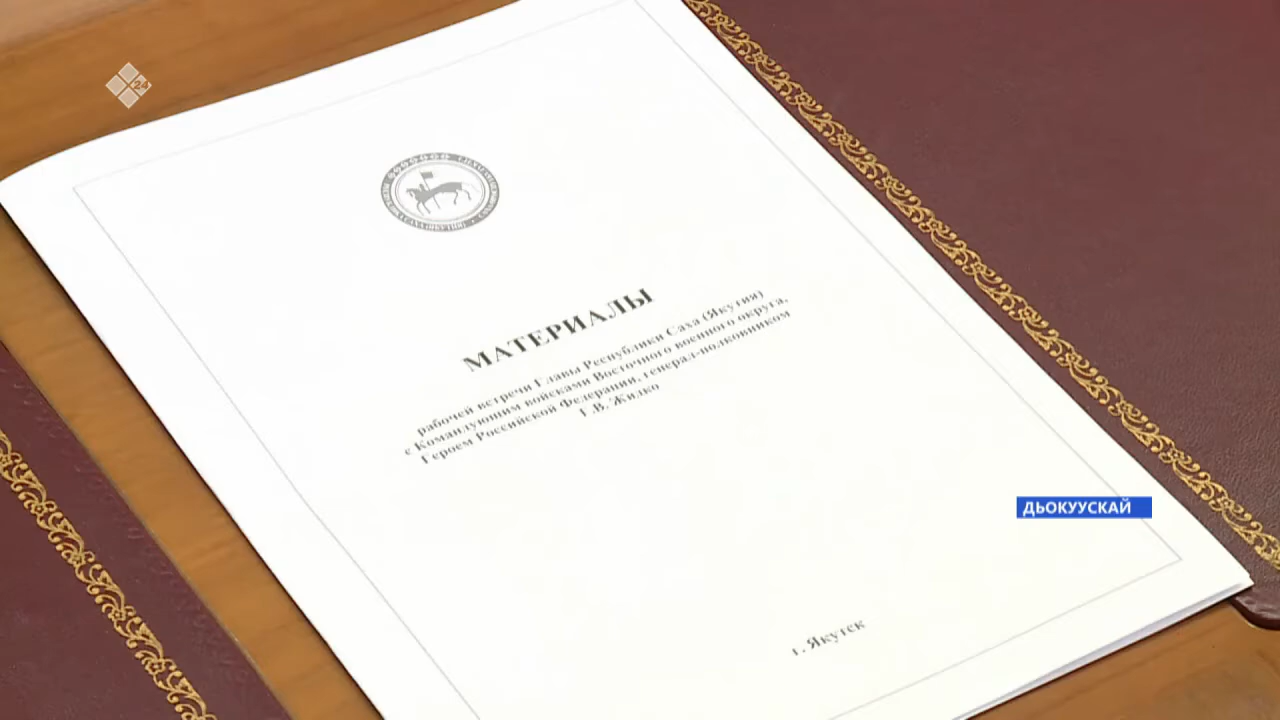 24
МАТЕРИАЛЫ
рабочей встречи Главы Республики Саха (Якутия)
с Командующим войсками Восточного военного округа,
Героем Российской Федерации, генерал-полковником
Г.В. Жидко
ДЬОКУУСКАЙ
г. Якутск